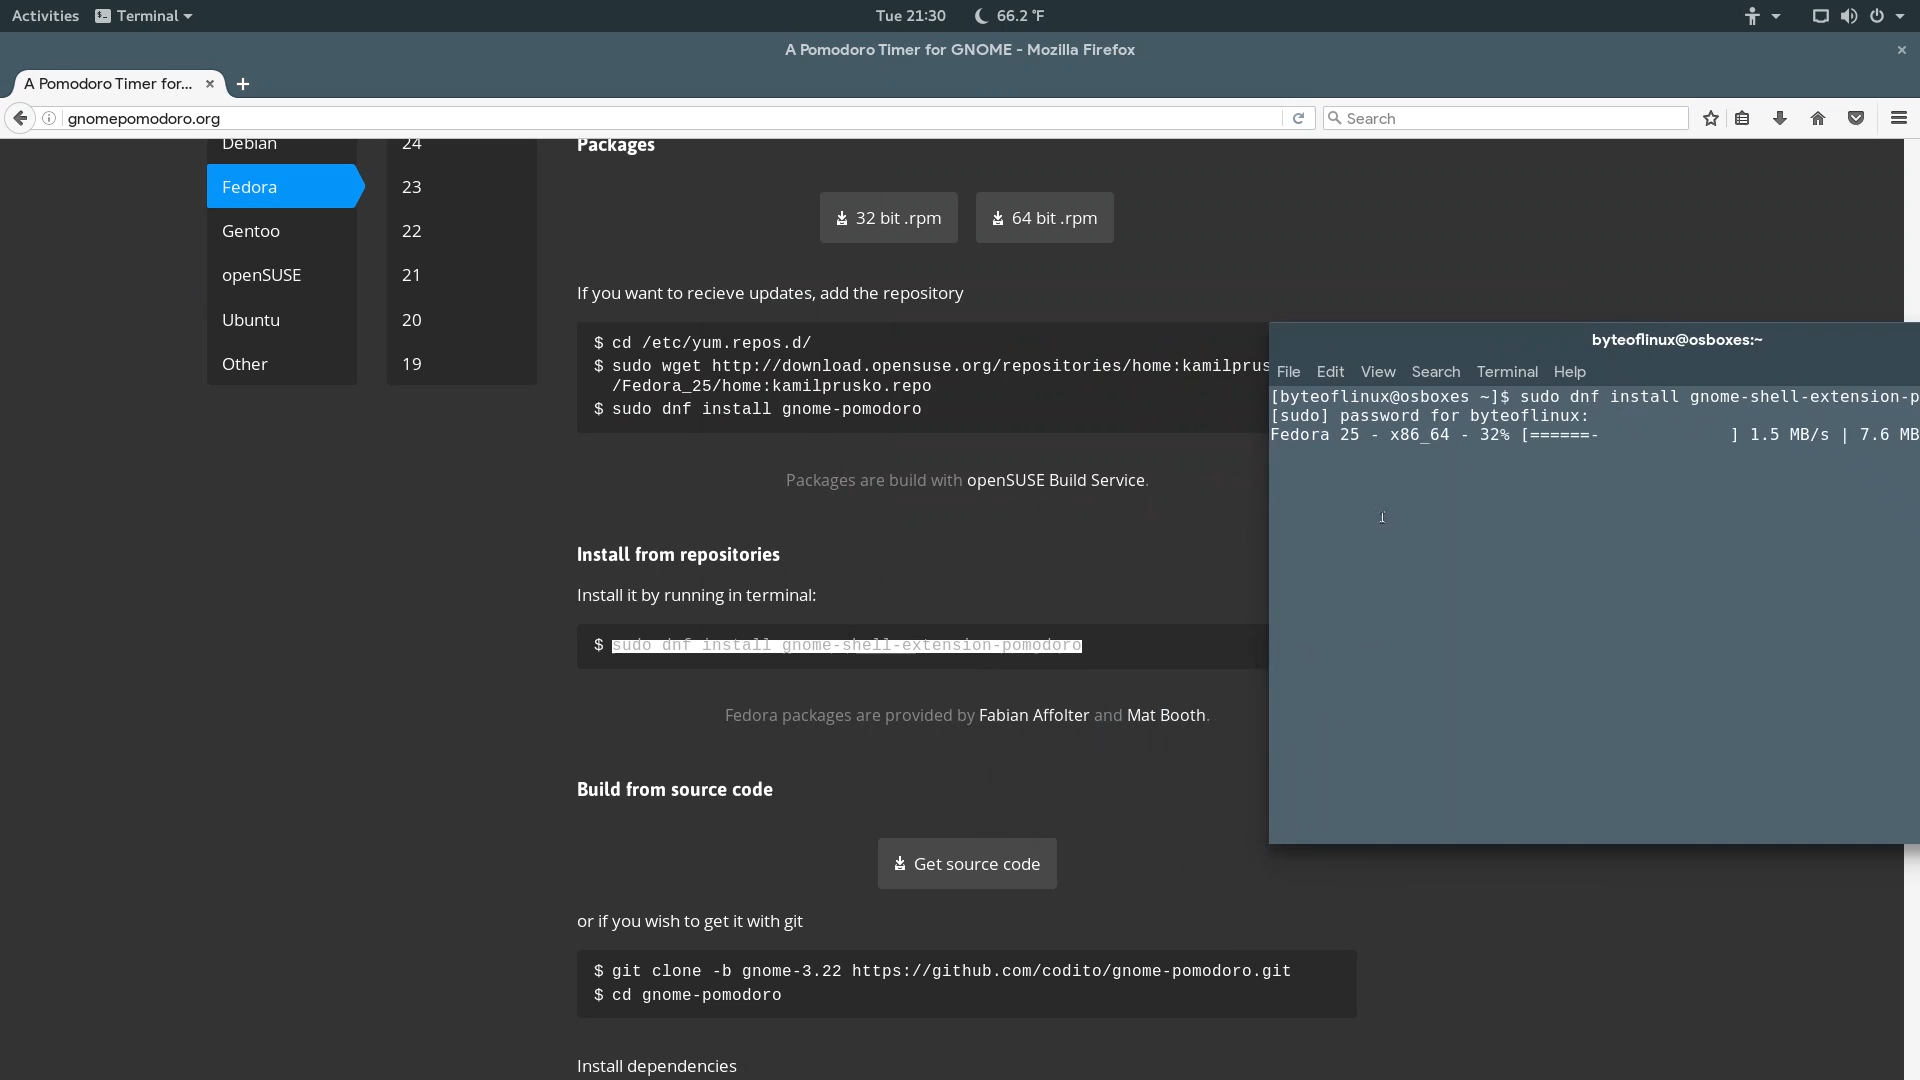 Activities Terminal Tue 21:30 66.2 °F
A Pomodoro Timer for GNOME - Mozilla Firefox
A Pomodoro Timer for...
gnomepomodoro.org Search
Debian
Fedora
Gentoo
openSUSE
Ubuntu
Other
24
23
22
21
20
19
Packages
32 bit .rpm 64 bit .rpm
If you want to recieve updates, add the repository
$ cd /etc/yum.repos.d/
$ sudo wget http://download.opensuse.org/repositories/home:kamilprus
/Fedora_25/home:kamilprusko.repo
$ sudo dnf install gnome-pomodoro
Packages are build with openSUSE Build Service.
Install from repositories
Install it by running in terminal:
$ sudo dnf install gnome-shell-extension-pomodoro
Fedora packages are provided by Fabian Affolter and Mat Booth.
Build from source code
Get source code
or if you wish to get it with git
$ git clone -b gnome-3.22 https://github.com/codito/gnome-pomodoro.git
$ cd gnome-pomodoro
Install dependencies
byteoflinux@osboxes:~
File Edit View Search Terminal Help
[byteoflinux@osboxes ~]$ sudo dnf install gnome-shell-extension-p
[sudo] password for byteoflinux:
Fedora 25 - x86_64 - 32% [======- ] 1.5 MB/s | 7.6 MB